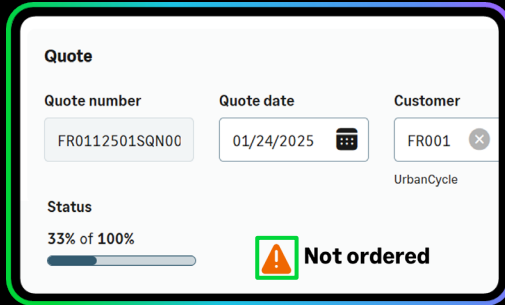 Quote
Quote number Quote date Customer
FR0112501SQN00 01/24/2025 FR001
UrbanCycle
Status
33% of 100%
Not ordered